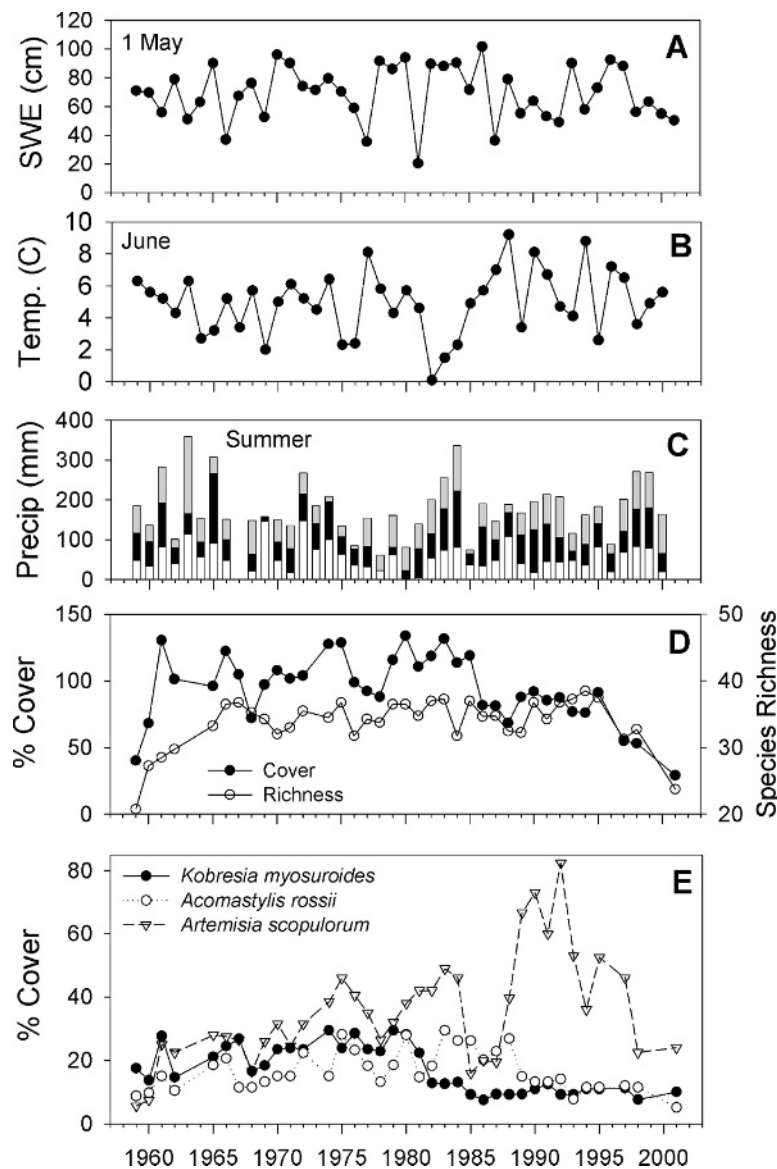 1 May
A
SWE (cm)
120
100
80
60
40
20
0
June
B
Temp. (C)
10
8
6
4
2
0
Summer
C
Precip (mm)
400
300
200
100
0
D
% Cover
150
100
50
0
Cover
Richness
Species Richness
50
40
30
20
E
% Cover
80
60
40
20
0
Kobresia myosuroides
Acomastylis rossii
Artemisia scopulorum
1960 1965 1970 1975 1980 1985 1990 1995 2000